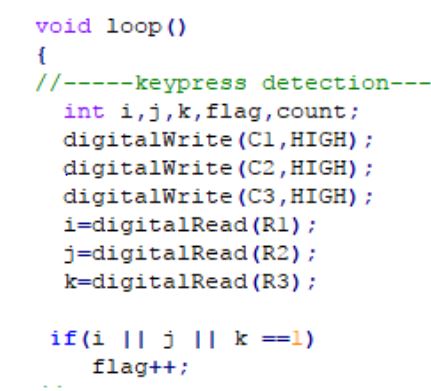 void loop()
{
//-----keypress detection---
int i,j,k,flag,count;
digitalWrite(C1,HIGH);
digitalWrite(C2,HIGH);
digitalWrite(C3,HIGH);
i=digitalRead(R1);
j=digitalRead(R2);
k=digitalRead(R3);
if(i || j || k ==1)
flag++;